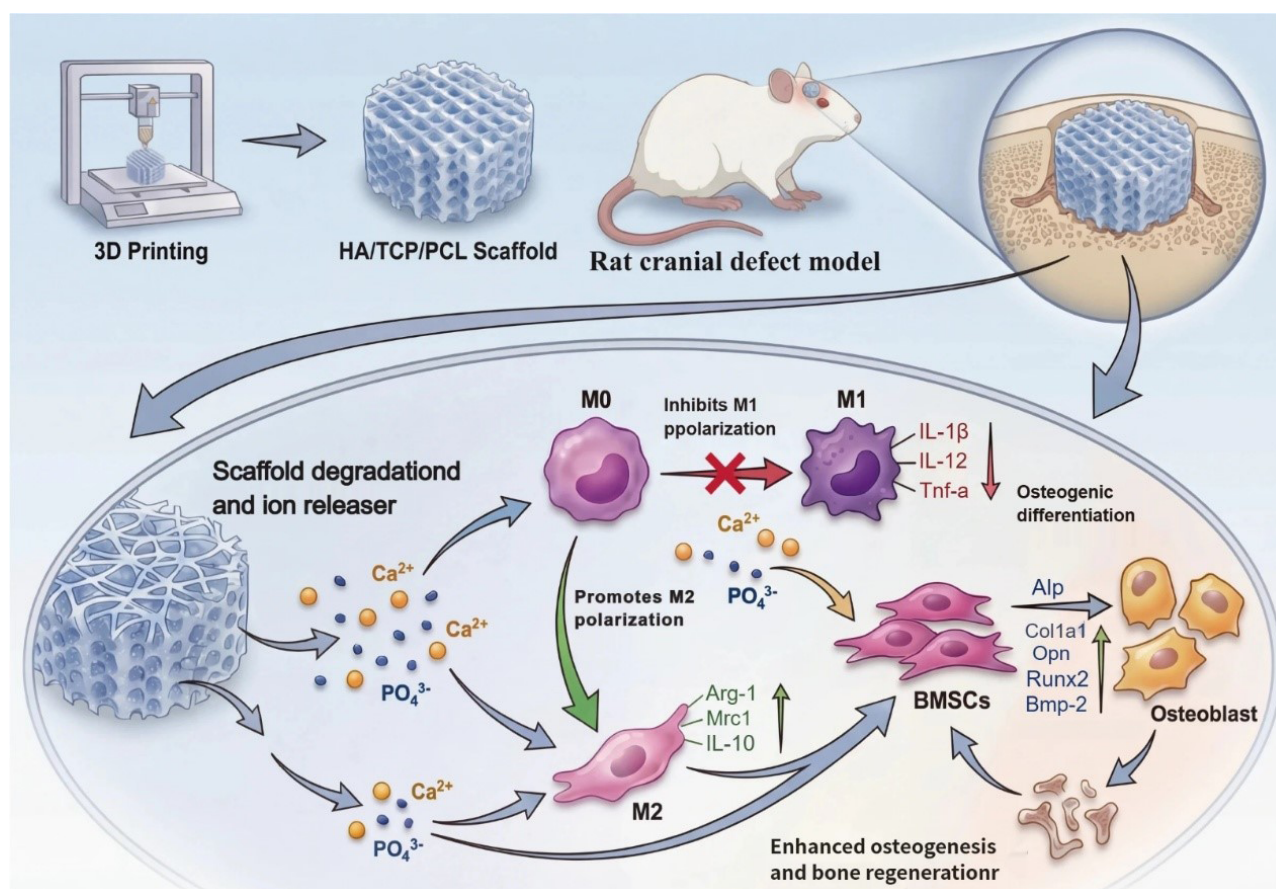 3D Printing
HA/TCP/PCL Scaffold
Rat cranial defect model
M0
Inhibits M1
ppolarization
M1
IL-1β
IL-12
Tnf-a
Scaffold degradationd
and ion releaser
Osteogenic
differentiation
Ca²⁺
PO₄³⁻
Ca²⁺
Ca²⁺
PO₄³⁻
Promotes M2
polarization
Alp
Col1a1
Opn
Runx2
Bmp-2
BMSCs
Osteoblast
Arg-1
Mrc1
IL-10
M2
Ca²⁺
PO₄³⁻
Enhanced osteogenesis
and bone regenerationr